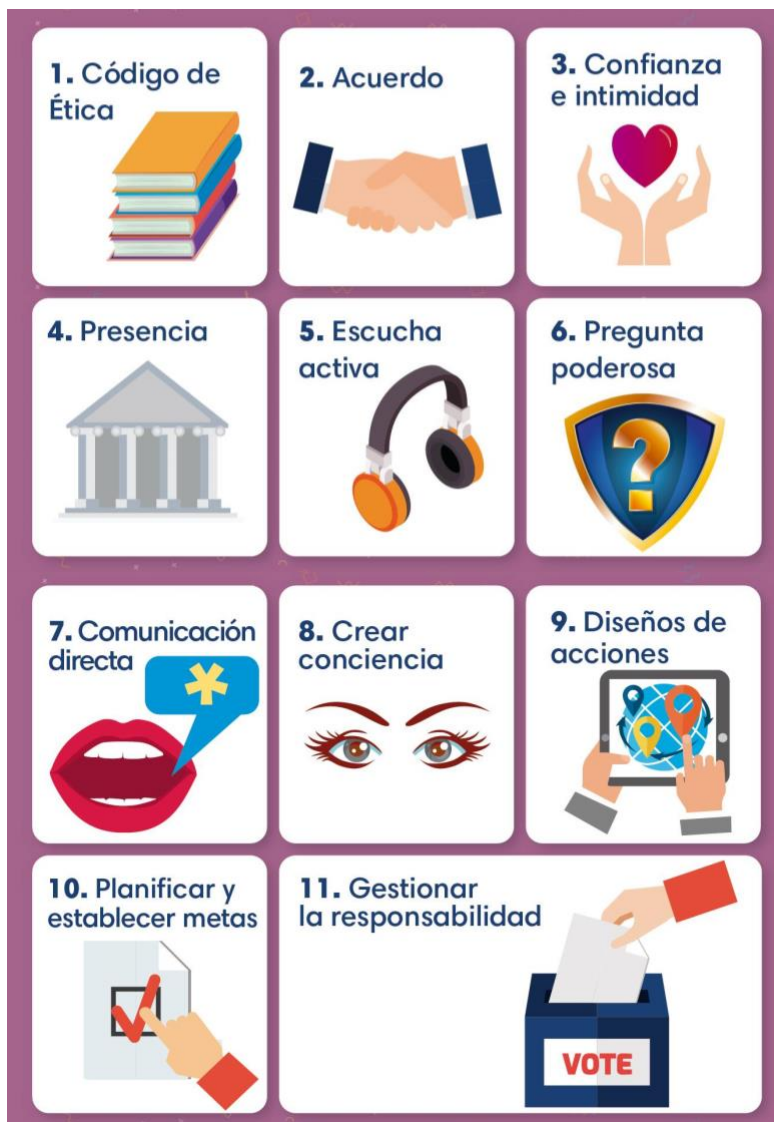 1. Código de
Ética
2. Acuerdo
3. Confianza
e intimidad
4. Presencia
5. Escucha
activa
6. Pregunta
poderosa
?
7. Comunicación
directa
*
8. Crear
conciencia
9. Diseños de
acciones
10. Planificar y
establecer metas
11. Gestionar
la responsabilidad
VOTE